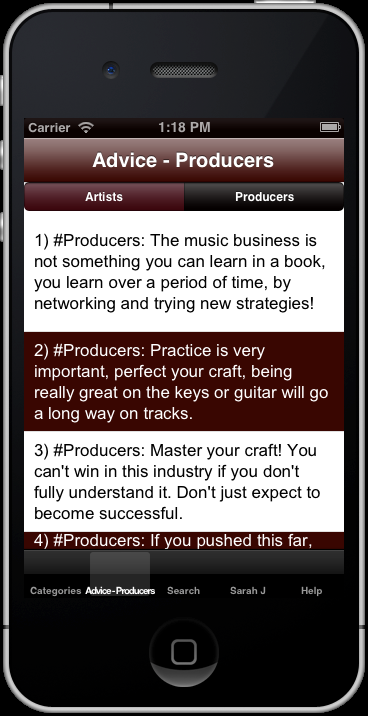 Carrier 1:18 PM
Advice - Producers
Artists Producers
1) #Producers: The music business is
not something you can learn in a book,
you learn over a period of time, by
networking and trying new strategies!
2) #Producers: Practice is very
important, perfect your craft, being
really great on the keys or guitar will go
a long way on tracks.
3) #Producers: Master your craft! You
can't win in this industry if you don't
fully understand it. Don't just expect to
become successful.
4) #Producers: If you pushed this far,
Categories Advice-Producers Search Sarah J Help